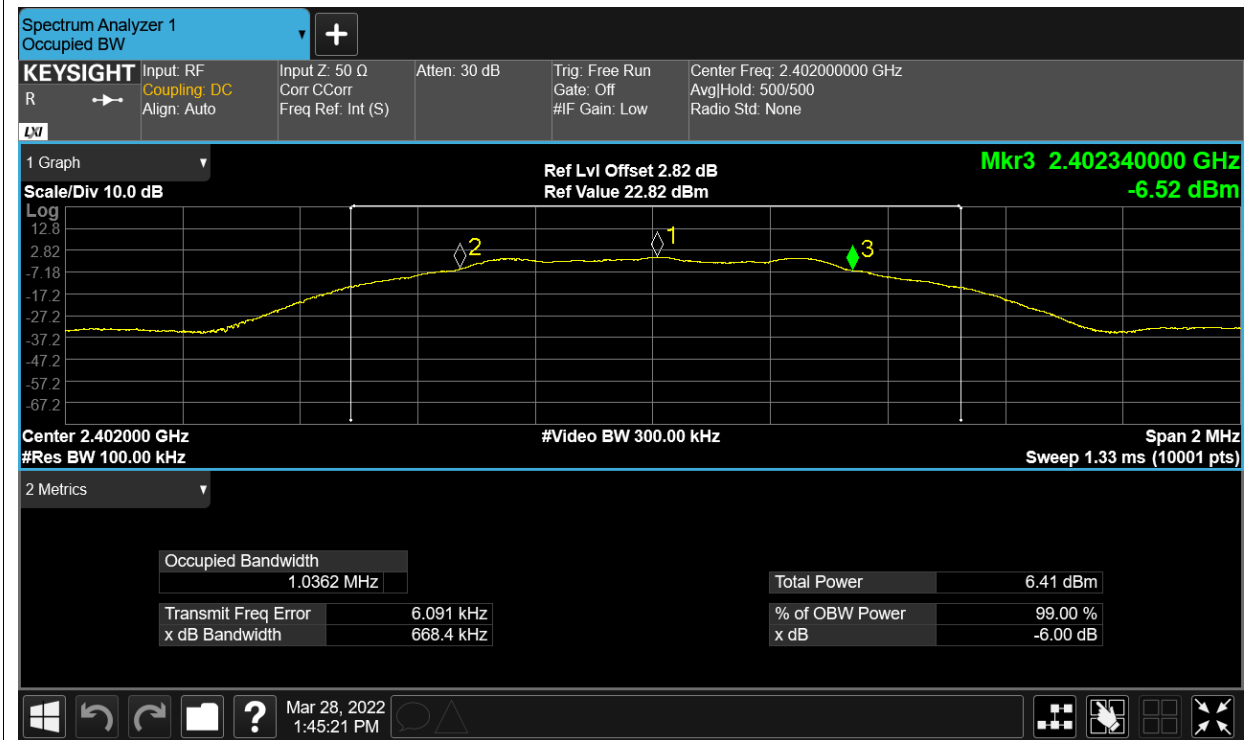 Spectrum Analyzer 1
Occupied BW
+
KEYSIGHT
R
LXI
Input: RF
Coupling: DC
Align: Auto
Input Z: 50 Ω
Corr CCorr
Freq Ref: Int (S)
Atten: 30 dB
Trig: Free Run
Gate: Off
#IF Gain: Low
Center Freq: 2.402000000 GHz
Avg|Hold: 500/500
Radio Std: None
1 Graph
Scale/Div 10.0 dB
Ref Lvl Offset 2.82 dB
Ref Value 22.82 dBm
Mkr3 2.402340000 GHz
-6.52 dBm
Log
12.8
2.82
-7.18
-17.2
-27.2
-37.2
-47.2
-57.2
-67.2
2
1
3
Center 2.402000 GHz
#Video BW 300.00 kHz
Span 2 MHz
#Res BW 100.00 kHz
Sweep 1.33 ms (10001 pts)
2 Metrics
Occupied Bandwidth
1.0362 MHz
Total Power 6.41 dBm
Transmit Freq Error 6.091 kHz
% of OBW Power 99.00 %
x dB Bandwidth 668.4 kHz
x dB -6.00 dB
?
Mar 28, 2022
1:45:21 PM